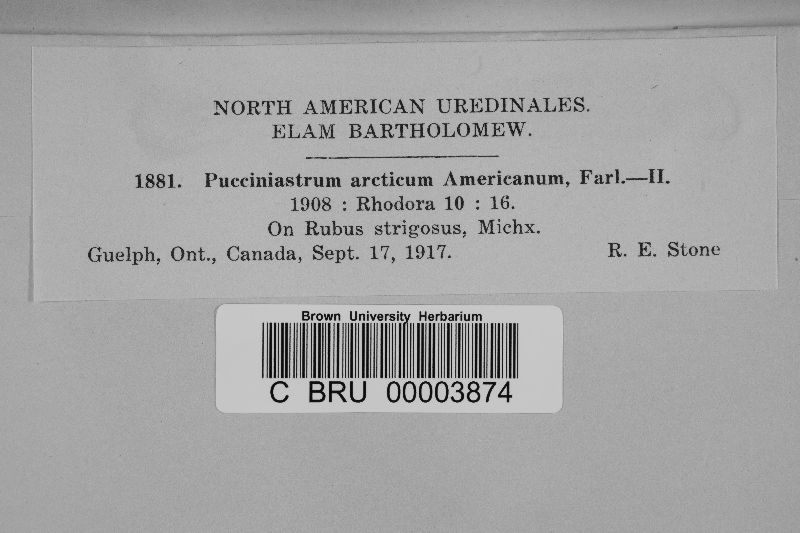 NORTH AMERICAN UREDINALES.
ELAM BARTHOLOMEW.
1881. Pucciniastrum arcticum Americanum, Farl.—II.
1908 : Rhodora 10 : 16.
On Rubus strigosus, Michx.
Guelph, Ont., Canada, Sept. 17, 1917. R. E. Stone
Brown University Herbarium
C BRU 00003874